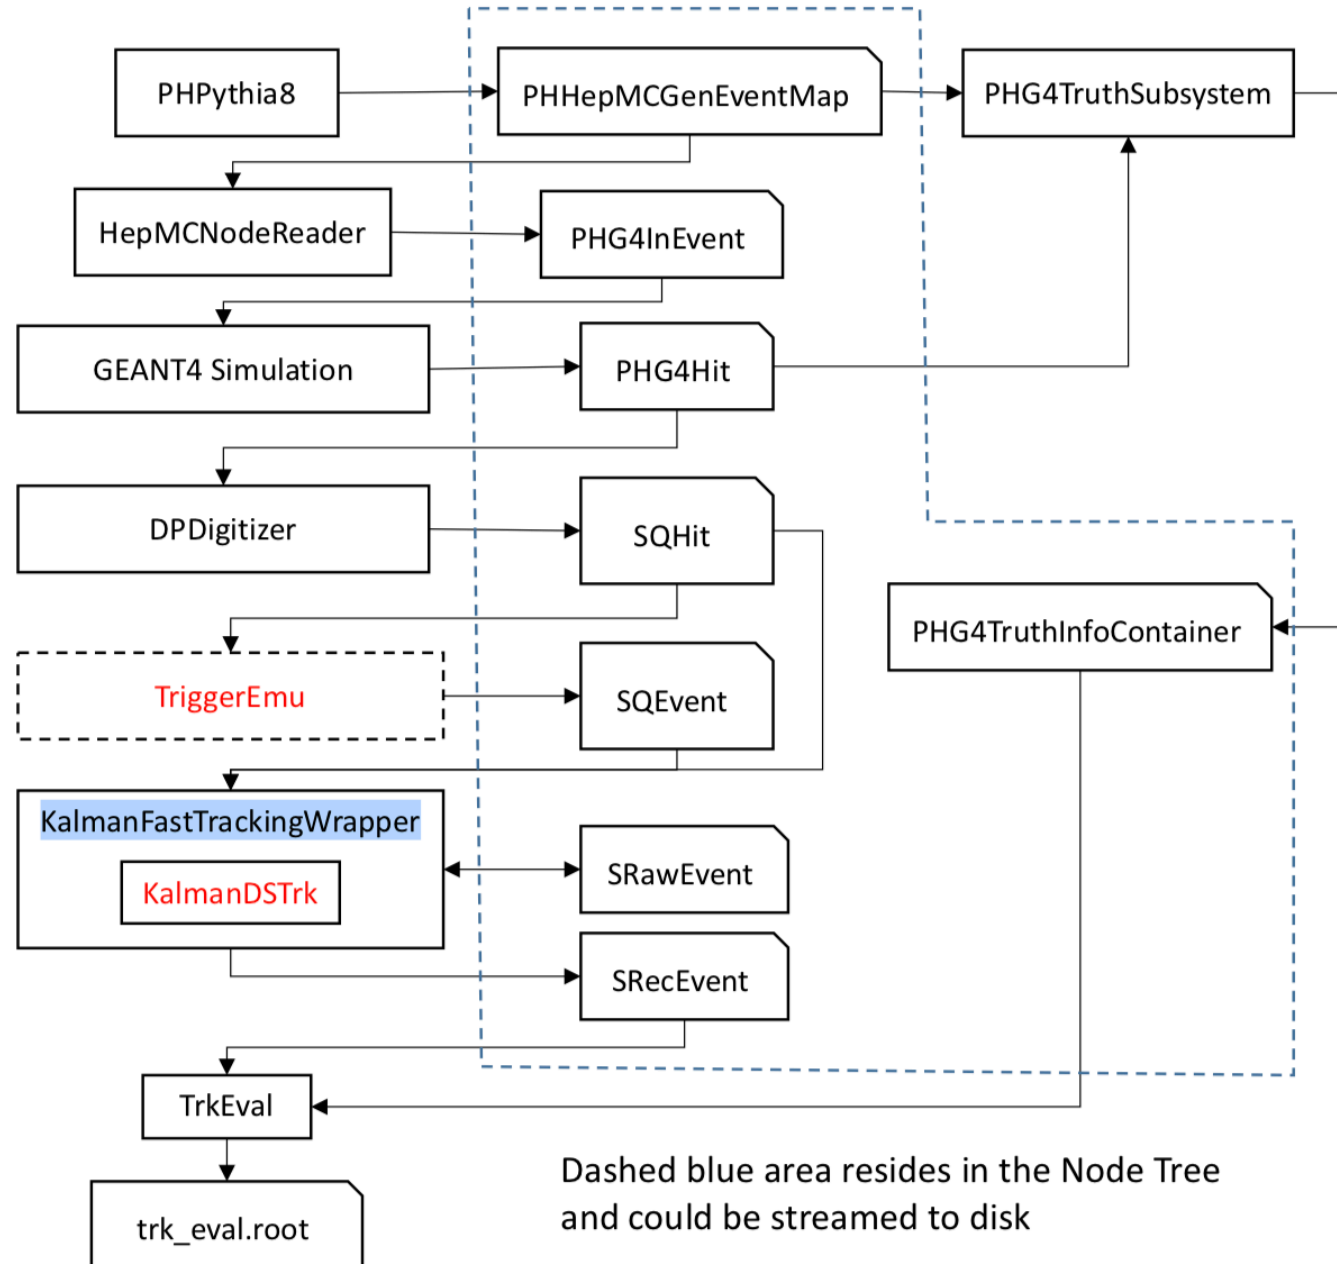 PHPythia8
PHHepMCGenEventMap
PHG4TruthSubsystem
HepMCNodeReader
PHG4InEvent
GEANT4 Simulation
PHG4Hit
DPDigitizer
SQHit
PHG4TruthInfoContainer
TriggerEmu
SQEvent
KalmanFastTrackingWrapper
KalmanDSTrk
SRawEvent
SRecEvent
TrkEval
Dashed blue area resides in the Node Tree
and could be streamed to disk
trk_eval.root